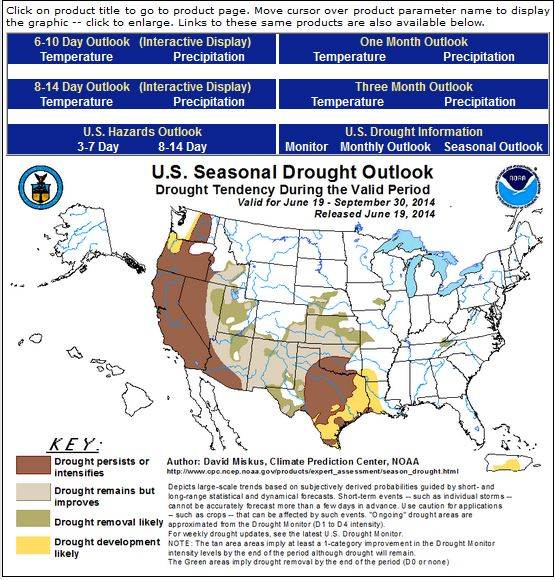 Click on product title to go to product page. Move cursor over product parameter name to display
the graphic -- click to enlarge. Links to these same products are also available below.
6-10 Day Outlook (Interactive Display)
Temperature Precipitation
One Month Outlook
Temperature Precipitation
8-14 Day Outlook (Interactive Display)
Temperature Precipitation
Three Month Outlook
Temperature Precipitation
U.S. Hazards Outlook
3-7 Day 8-14 Day
U.S. Drought Information
Monitor Monthly Outlook Seasonal Outlook
U.S. Seasonal Drought Outlook
Drought Tendency During the Valid Period
Valid for June 19 - September 30, 2014
Released June 19, 2014
NOAA
KEY:
Drought persists or
intensifies
Drought remains but
improves
Drought removal likely
Drought development
likely
Author: David Miskus, Climate Prediction Center, NOAA
http://www.cpc.ncep.noaa.gov/products/expert_assessment/season_drought.html
Depicts large-scale trends based on subjectively derived probabilities guided by short- and
long-range statistical and dynamical forecasts. Short-term events -- such as individual storms --
cannot be accurately forecast more than a few days in advance. Use caution for applications
-- such as crops -- that can be affected by such events. "Ongoing" drought areas are
approximated from the Drought Monitor (D1 to D4 intensity).
For weekly drought updates, see the latest U.S. Drought Monitor.
NOTE: The tan area areas imply at least a 1-category improvement in the Drought Monitor
intensity levels by the end of the period although drought will remain.
The Green areas imply drought removal by the end of the period (D0 or none)